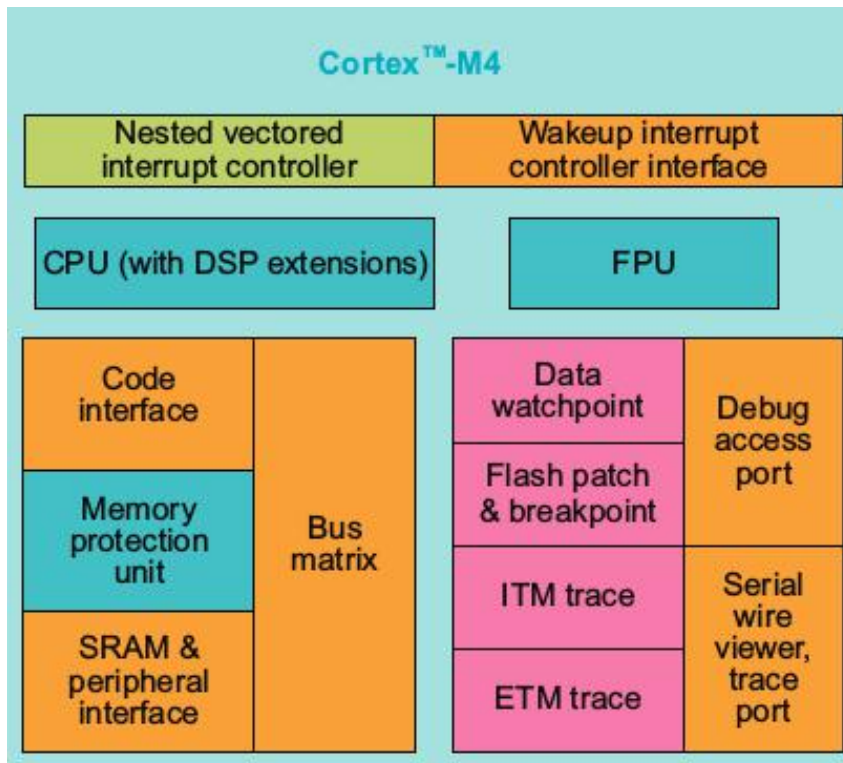 Cortex™-M4
Nested vectored
interrupt controller
Wakeup interrupt
controller interface
CPU (with DSP extensions)
FPU
Code
interface
Memory
protection
unit
SRAM &
peripheral
interface
Bus
matrix
Data
watchpoint
Flash patch
& breakpoint
ITM trace
ETM trace
Debug
access
port
Serial
wire
viewer,
trace
port